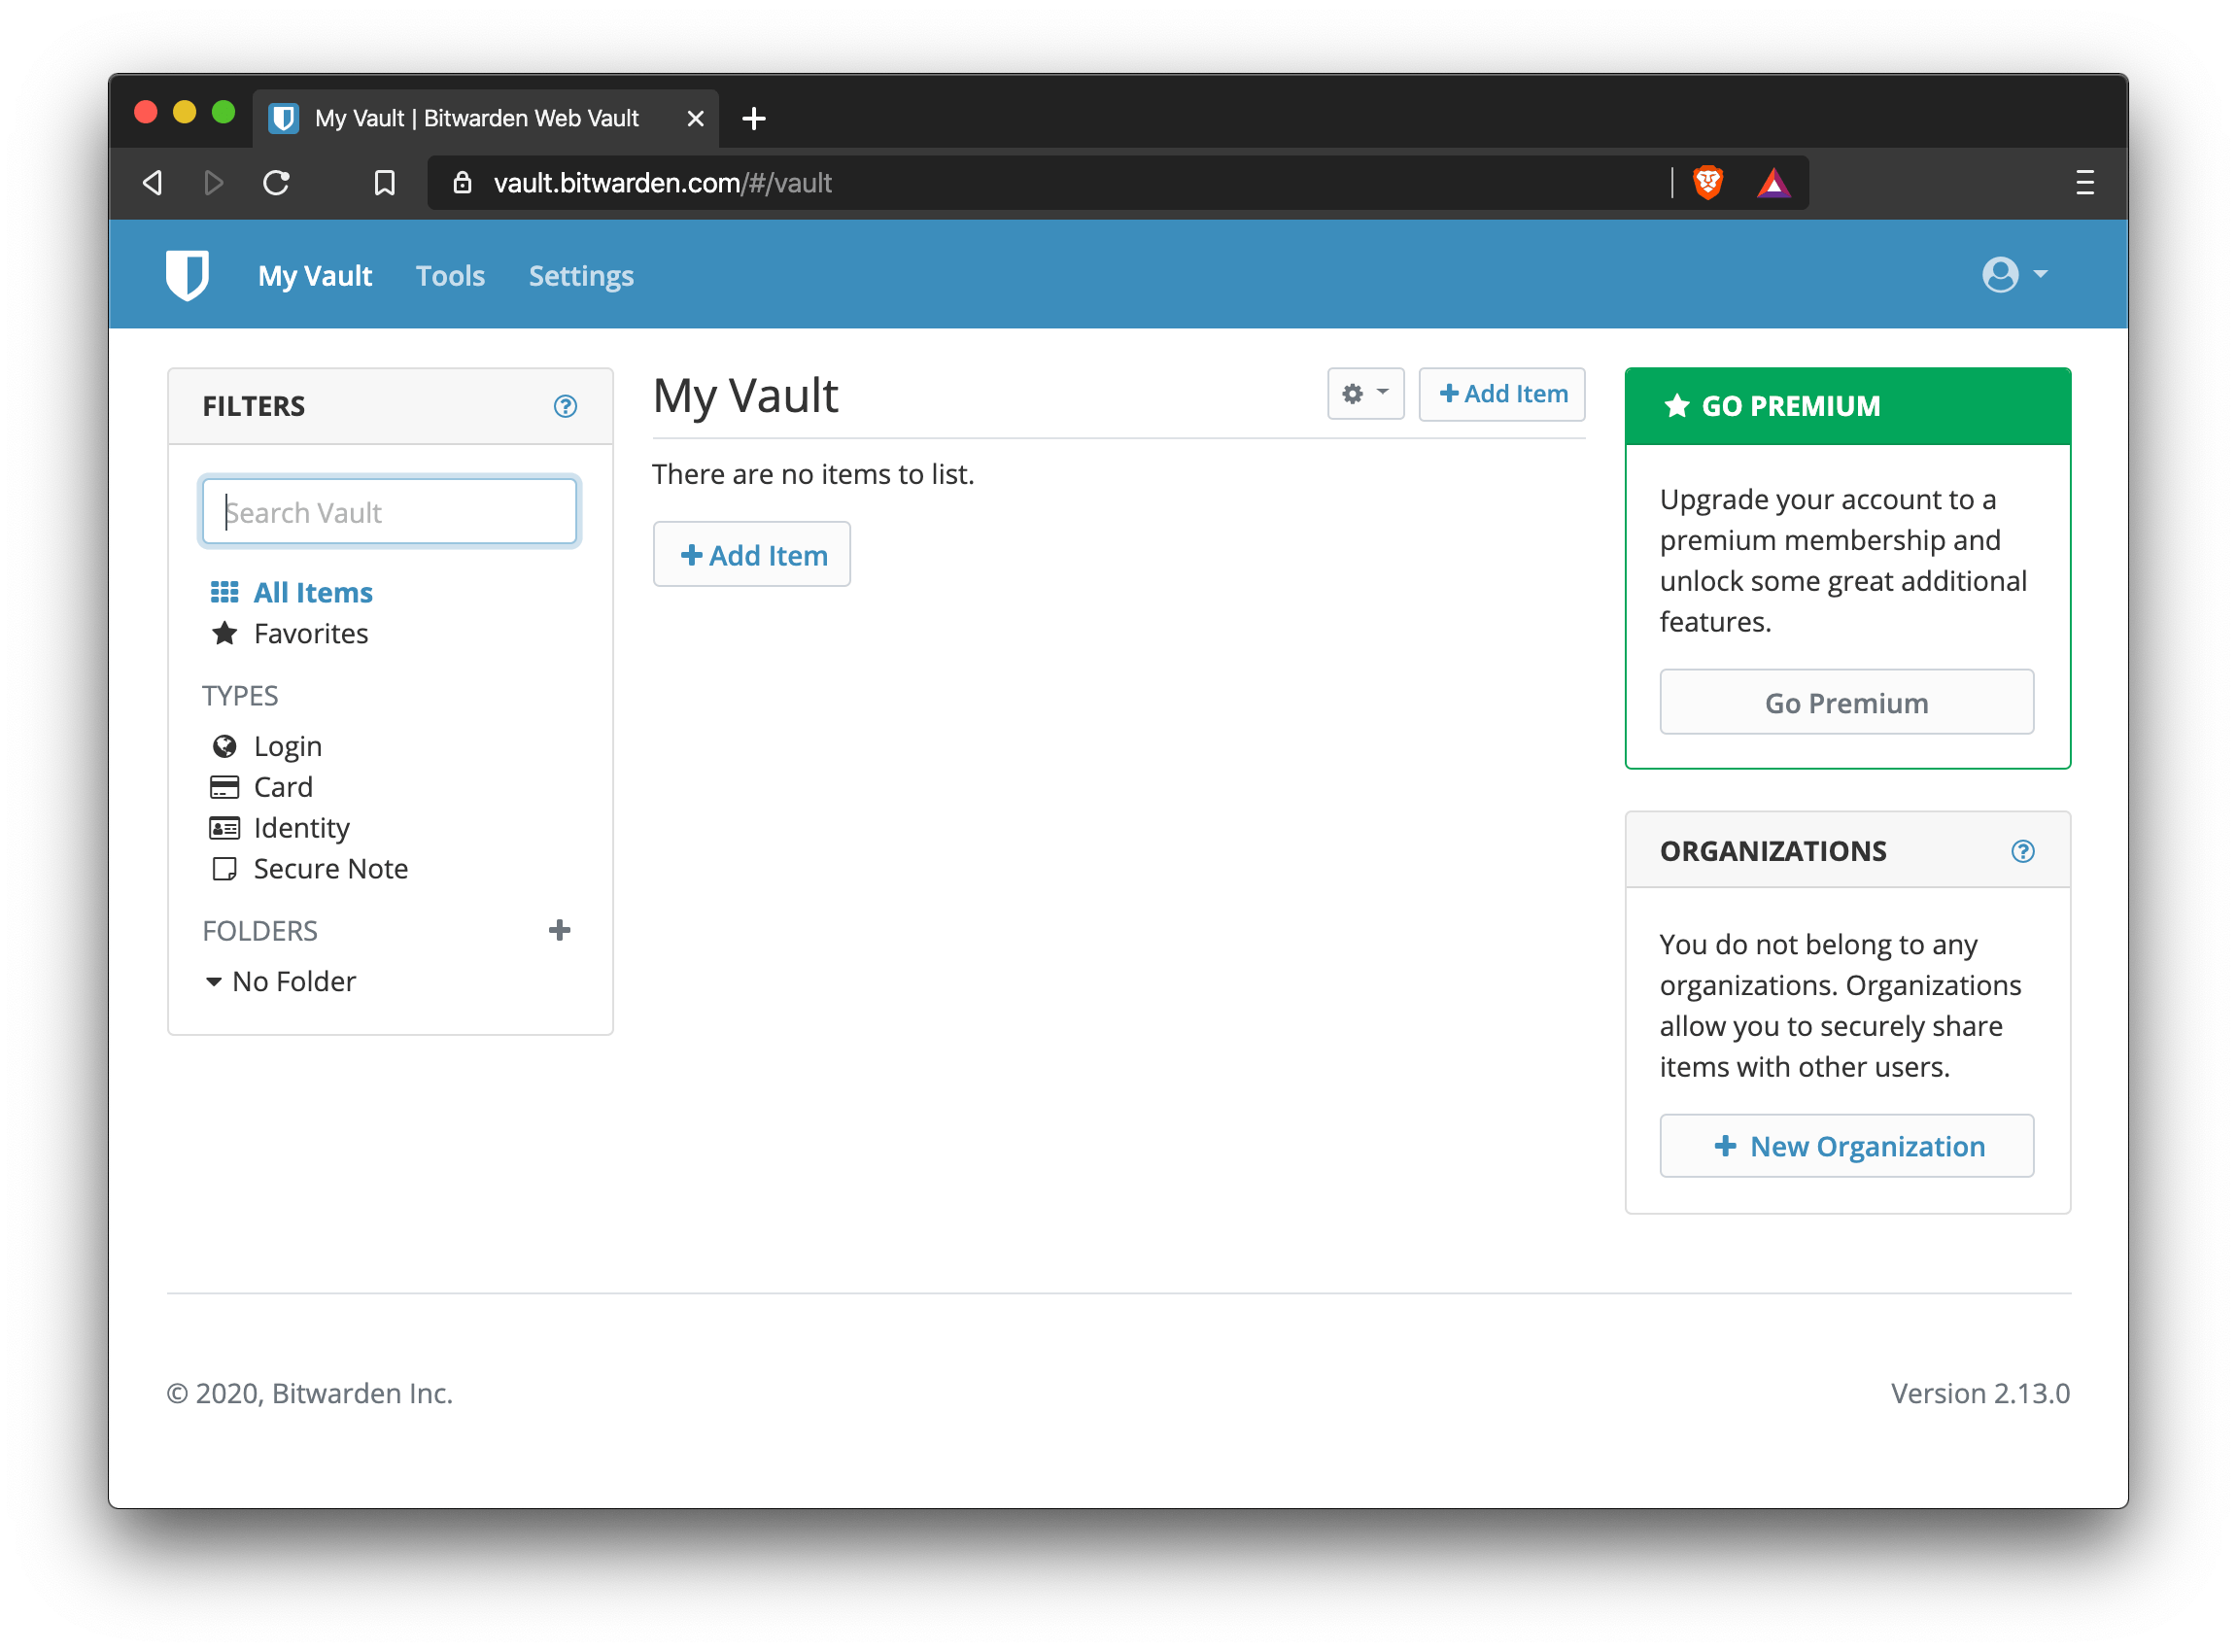 My Vault | Bitwarden Web Vault
vault.bitwarden.com/#/vault
My Vault Tools Settings
FILTERS
Search Vault
All Items
Favorites
TYPES
Login
Card
Identity
Secure Note
FOLDERS
No Folder
My Vault
Add Item
There are no items to list.
Add Item
GO PREMIUM
Upgrade your account to a
premium membership and
unlock some great additional
features.
Go Premium
ORGANIZATIONS
You do not belong to any
organizations. Organizations
allow you to securely share
items with other users.
New Organization
© 2020, Bitwarden Inc.
Version 2.13.0